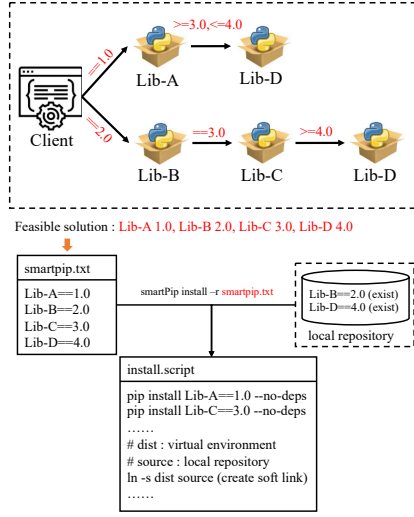 >=3.0,<=4.0
==1.0
Lib-A
Lib-D
Client
==2.0
==3.0
>=4.0
Lib-B
Lib-C
Lib-D
Feasible solution : Lib-A 1.0, Lib-B 2.0, Lib-C 3.0, Lib-D 4.0
smartpip.txt
Lib-A==1.0
Lib-B==2.0
Lib-C==3.0
Lib-D==4.0
smartPip install –r smartpip.txt
Lib-B==2.0 (exist)
Lib-D==4.0 (exist)
local repository
install.script
pip install Lib-A==1.0 --no-deps
pip install Lib-C==3.0 --no-deps
……
# dist : virtual environment
# source : local repository
ln -s dist source (create soft link)
……